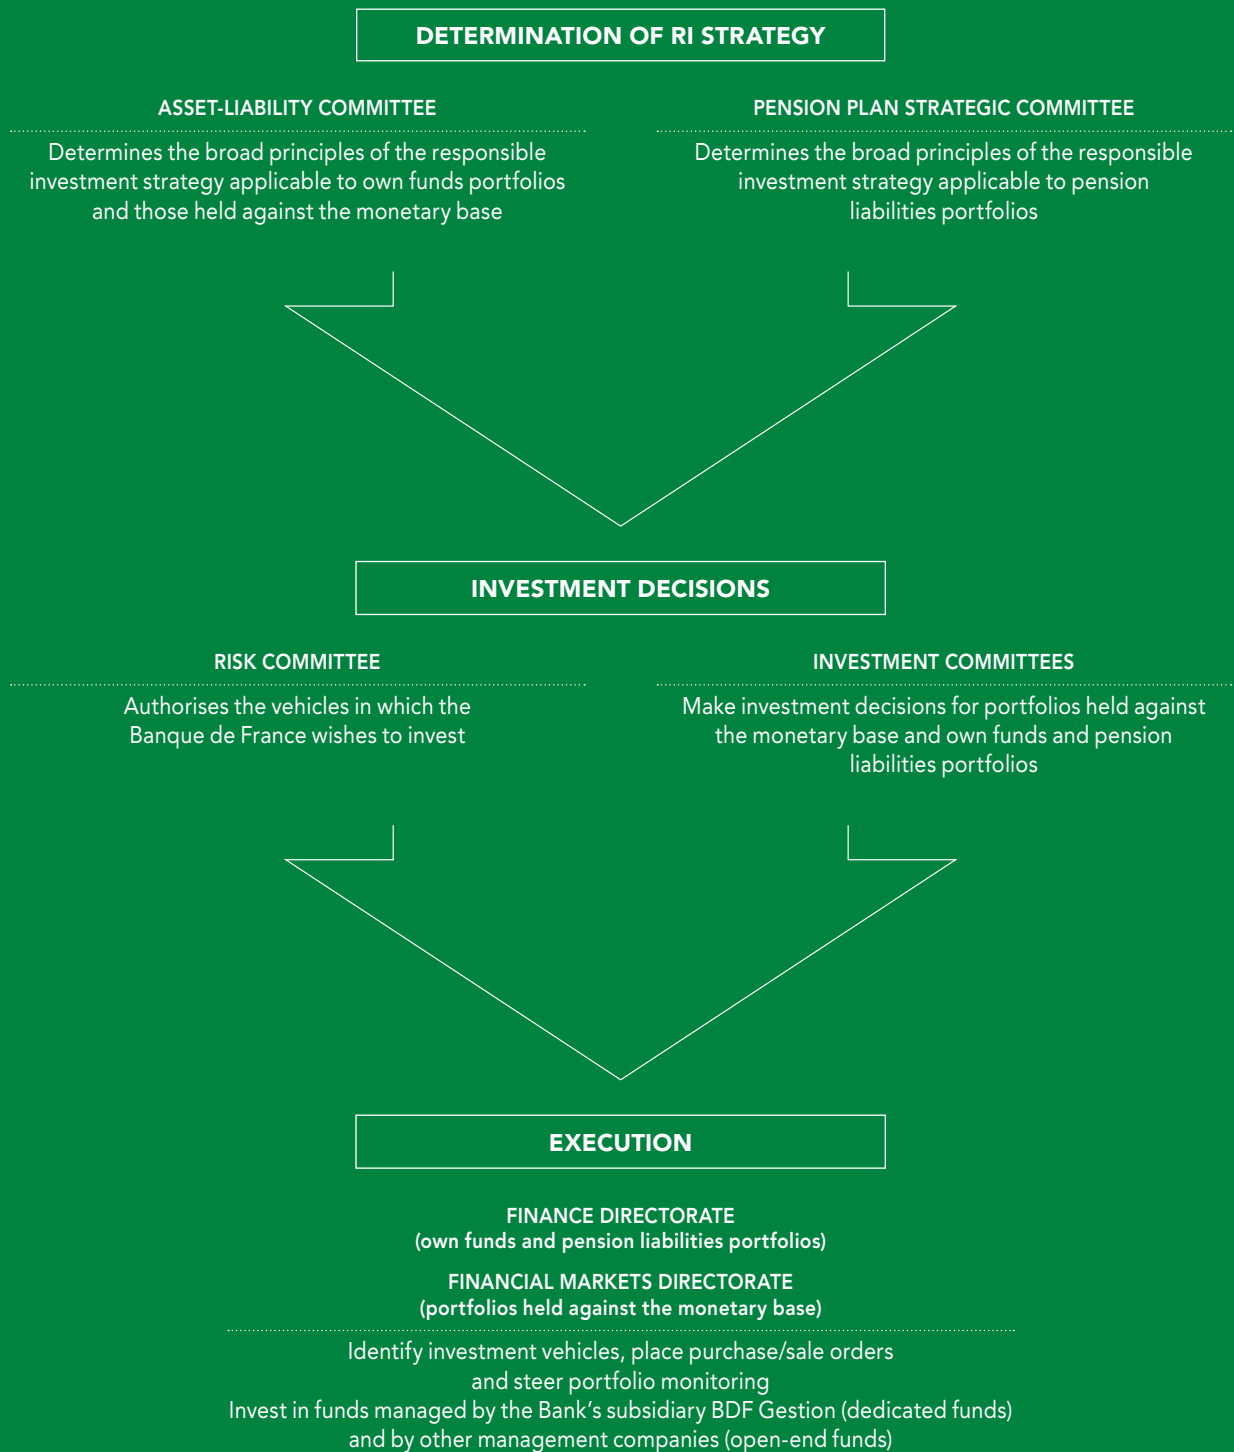 DETERMINATION OF RI STRATEGY
ASSET-LIABILITY COMMITTEE
Determines the broad principles of the responsible
investment strategy applicable to own funds portfolios
and those held against the monetary base
PENSION PLAN STRATEGIC COMMITTEE
Determines the broad principles of the responsible
investment strategy applicable to pension
liabilities portfolios
INVESTMENT DECISIONS
RISK COMMITTEE
Authorises the vehicles in which the
Banque de France wishes to invest
INVESTMENT COMMITTEES
Make investment decisions for portfolios held against
the monetary base and own funds and pension
liabilities portfolios
EXECUTION
FINANCE DIRECTORATE
(own funds and pension liabilities portfolios)
FINANCIAL MARKETS DIRECTORATE
(portfolios held against the monetary base)
Identify investment vehicles, place purchase/sale orders
and steer portfolio monitoring
Invest in funds managed by the Bank's subsidiary BDF Gestion (dedicated funds)
and by other management companies (open-end funds)